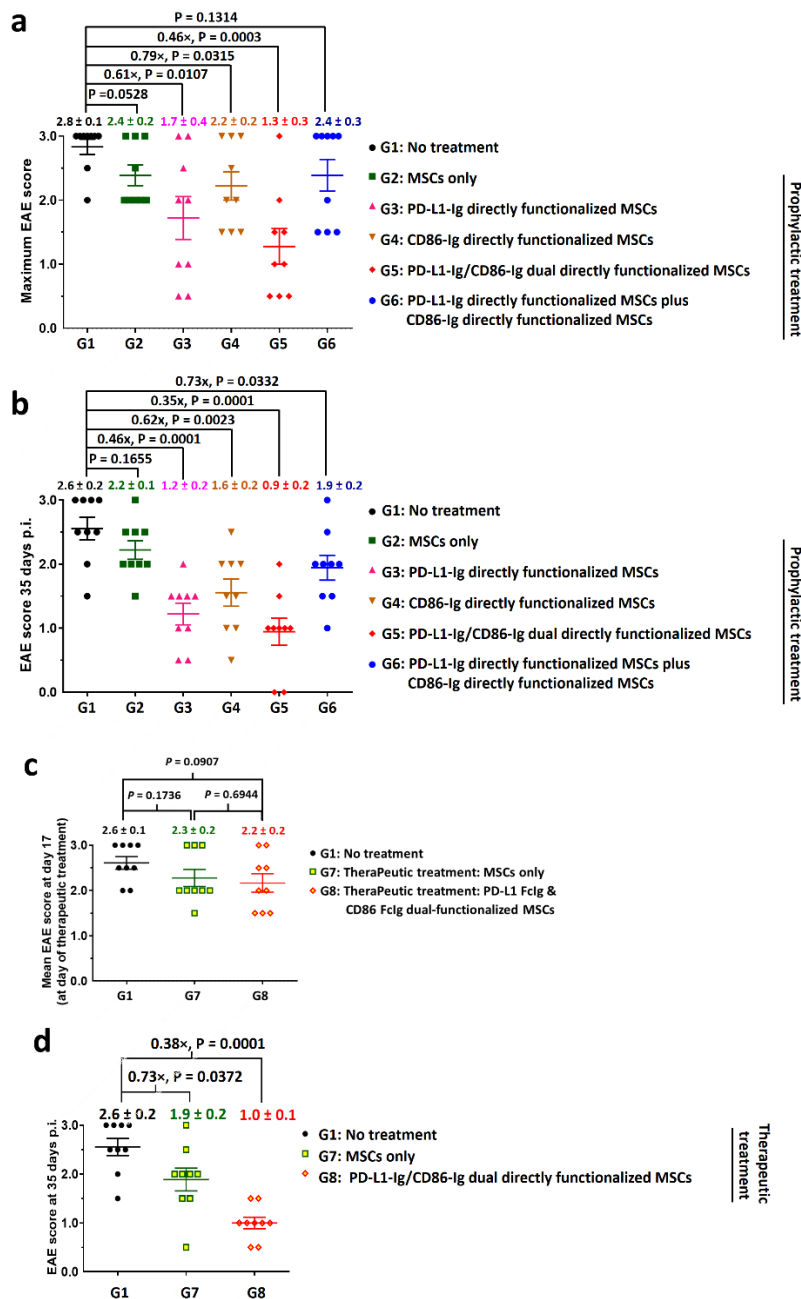 a
P = 0.1314
0.46×, P = 0.0003
0.79×, P = 0.0315
0.61×, P = 0.0107
P =0.0528
2.8 ± 0.1 2.4 ± 0.2 1.7 ± 0.4 2.2 ± 0.2 1.3 ± 0.3 2.4 ± 0.3
3.0
2.0
1.0
0.0
Maximum EAE score
G1 G2 G3 G4 G5 G6
G1: No treatment
G2: MSCs only
G3: PD-L1-Ig directly functionalized MSCs
G4: CD86-Ig directly functionalized MSCs
G5: PD-L1-Ig/CD86-Ig dual directly functionalized MSCs
G6: PD-L1-Ig directly functionalized MSCs plus
CD86-Ig directly functionalized MSCs
Prophylactic treatment
b
0.73x, P = 0.0332
0.35x, P = 0.0001
0.62x, P = 0.0023
0.46x, P = 0.0001
P = 0.1655
2.6 ± 0.2 2.2 ± 0.1 1.2 ± 0.2 1.6 ± 0.2 0.9 ± 0.2 1.9 ± 0.2
3.0
2.0
1.0
0.0
EAE score 35 days p.i.
G1 G2 G3 G4 G5 G6
G1: No treatment
G2: MSCs only
G3: PD-L1-Ig directly functionalized MSCs
G4: CD86-Ig directly functionalized MSCs
G5: PD-L1-Ig/CD86-Ig dual directly functionalized MSCs
G6: PD-L1-Ig directly functionalized MSCs plus
CD86-Ig directly functionalized MSCs
Prophylactic treatment
c
P = 0.0907
P = 0.1736 P = 0.6944
2.6 ± 0.1 2.3 ± 0.2 2.2 ± 0.2
3.0
2.0
1.0
0.0
Mean EAE score at day 17
(at day of therapeutic treatment)
G1 G7 G8
G1: No treatment
G7: TheraPeutic treatment: MSCs only
G8: TheraPeutic treatment: PD-L1 FcIg &
CD86 FcIg dual-functionalized MSCs
d
0.38×, P = 0.0001
0.73×, P = 0.0372
2.6 ± 0.2 1.9 ± 0.2 1.0 ± 0.1
3.0
2.0
1.0
0.0
EAE score at 35 days p.i.
G1 G7 G8
G1: No treatment
G7: MSCs only
G8: PD-L1-Ig/CD86-Ig dual directly functionalized MSCs
Therapeutic
treatment